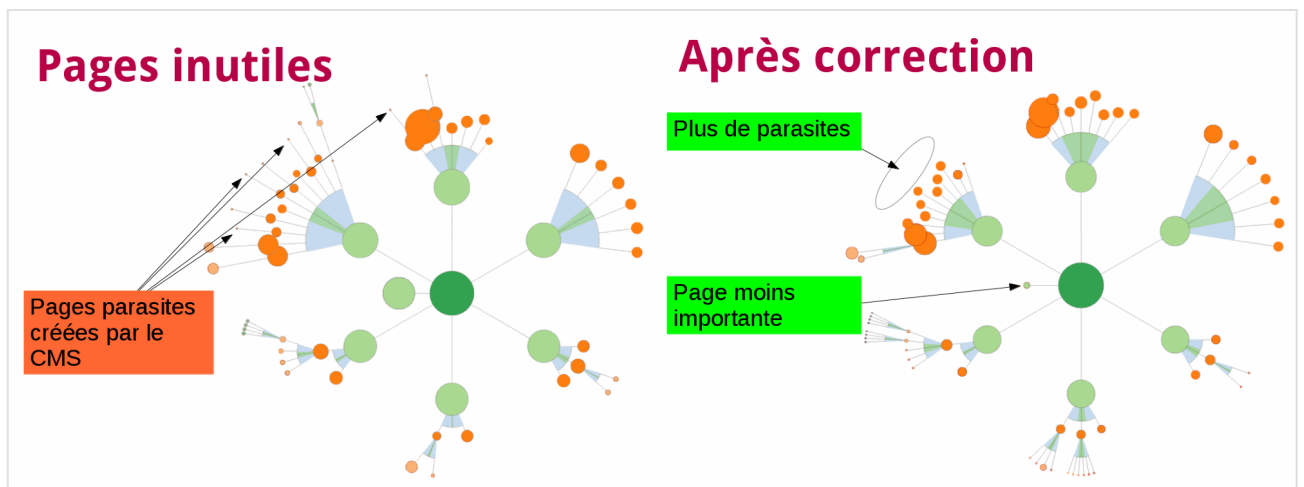 Pages inutiles
Pages parasites
créées par le
CMS
Après correction
Plus de parasites
Page moins
importante